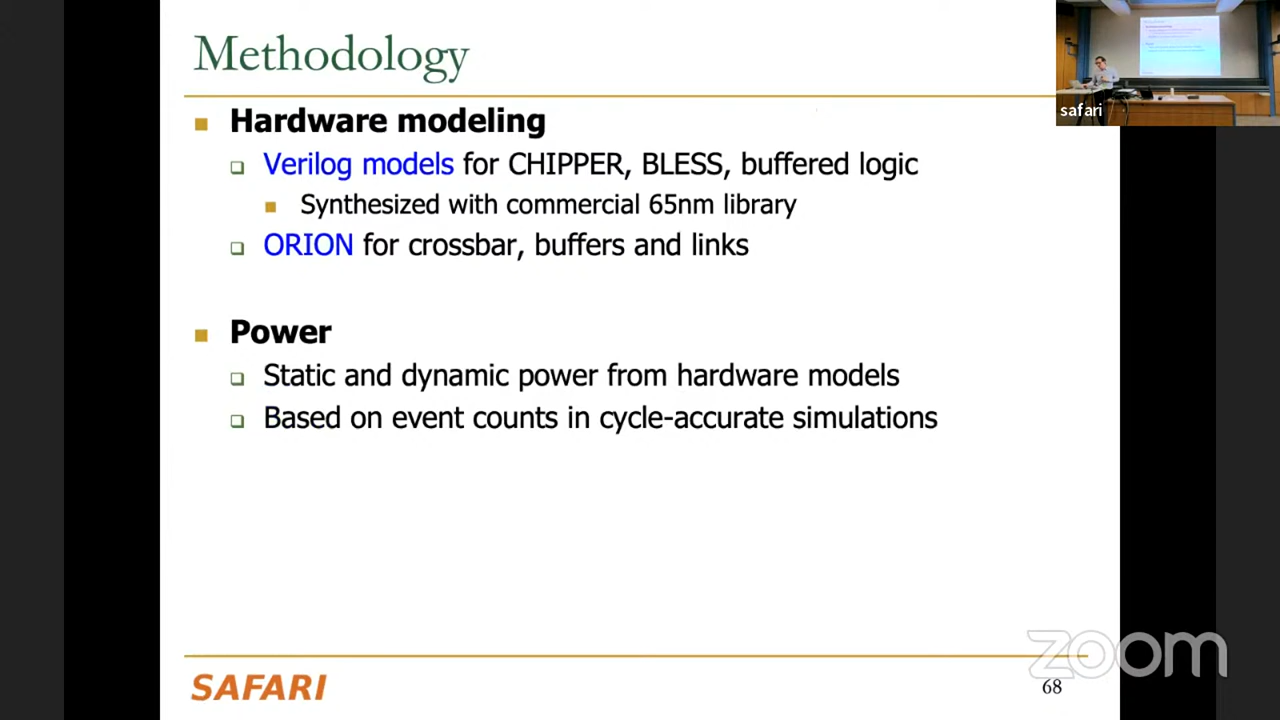 Methodology
safari
Hardware modeling
Verilog models for CHIPPER, BLESS, buffered logic
Synthesized with commercial 65nm library
ORION for crossbar, buffers and links
Power
Static and dynamic power from hardware models
Based on event counts in cycle-accurate simulations
zoom
SAFARI
68